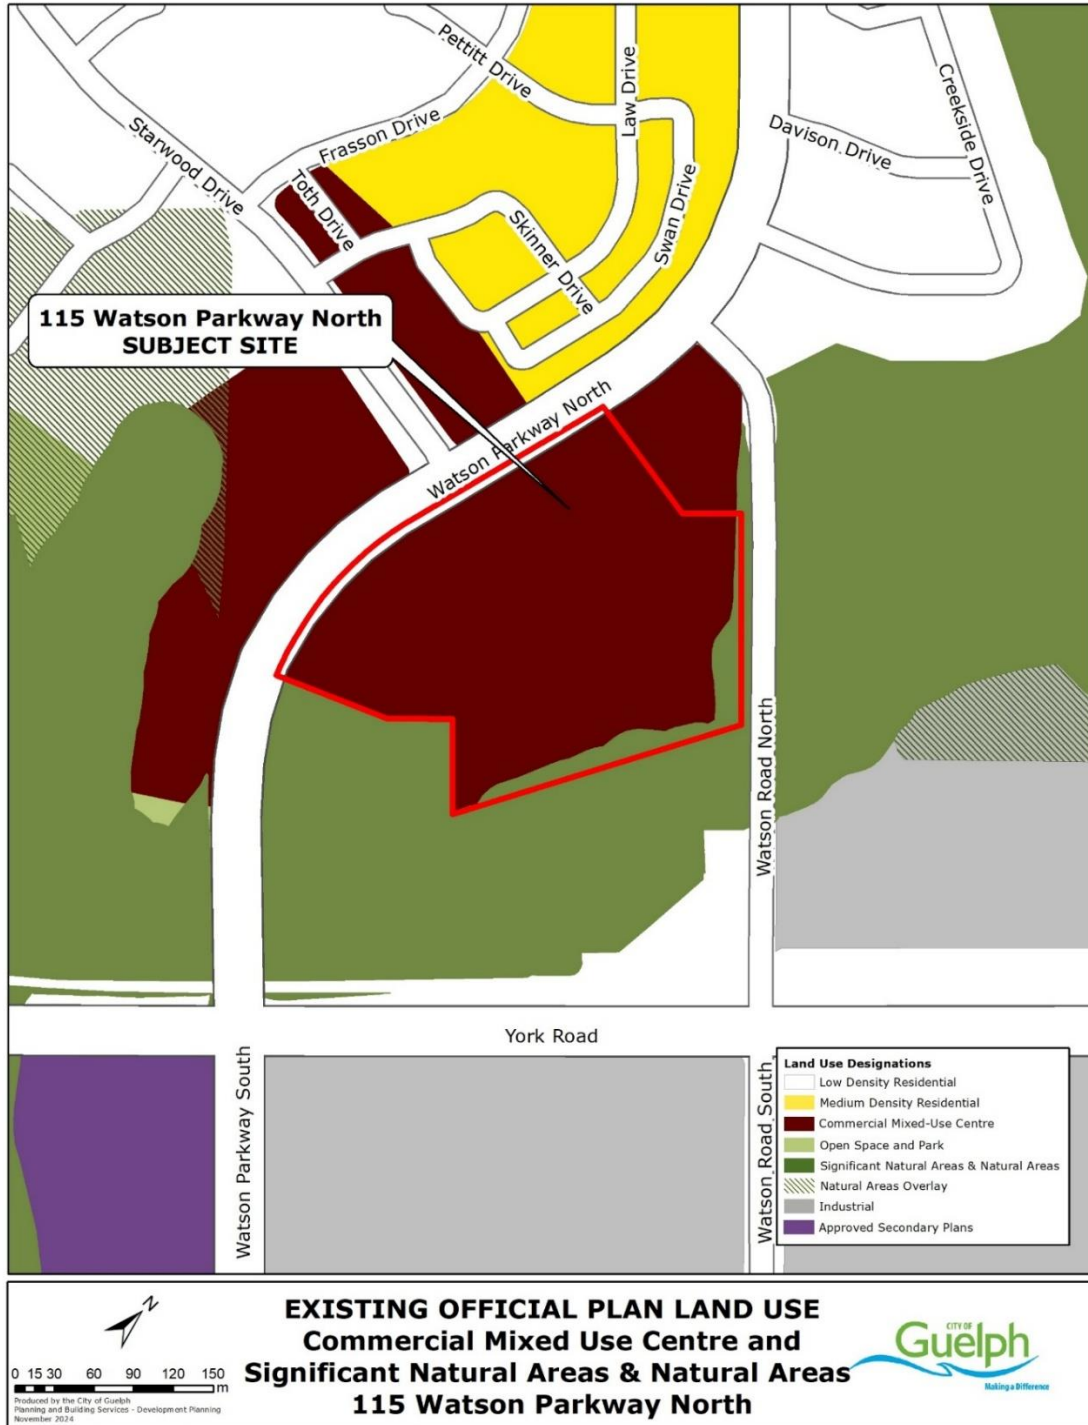 Pettitt Drive
Law Drive
Creekside Drive
Davison Drive
Frasson Drive
Starwood Drive
Toth Drive
Skinner Drive
Swan Drive
115 Watson Parkway North
SUBJECT SITE
Watson Parkway North
Watson Road North
York Road
Watson Parkway South
Watson Road South
Land Use Designations
Low Density Residential
Medium Density Residential
Commercial Mixed-Use Centre
Open Space and Park
Significant Natural Areas & Natural Areas
Natural Areas Overlay
Industrial
Approved Secondary Plans
N
0 15 30 60 90 120 150
m
Produced by the City of Guelph
Planning and Building Services - Development Planning
November 2024
EXISTING OFFICIAL PLAN LAND USE
Commercial Mixed Use Centre and
Significant Natural Areas & Natural Areas
115 Watson Parkway North
CITY OF
Guelph
Making a Difference